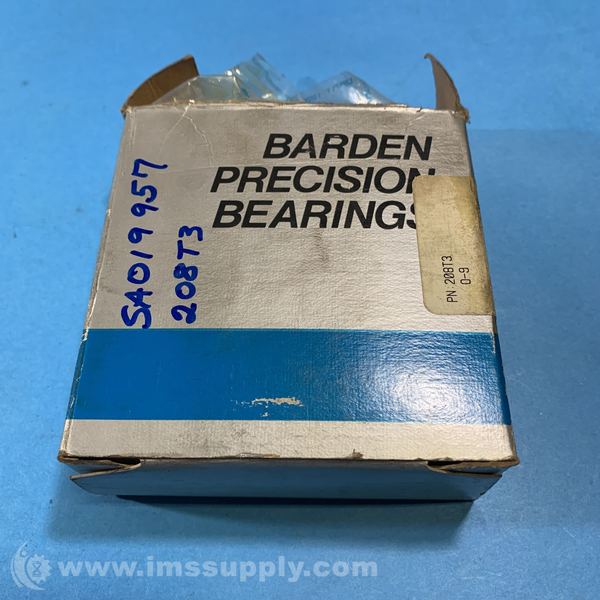 BARDEN
PRECISION
BEARINGS
SA019957
208T3
PN:208T3
0-9
www.imssupply.com